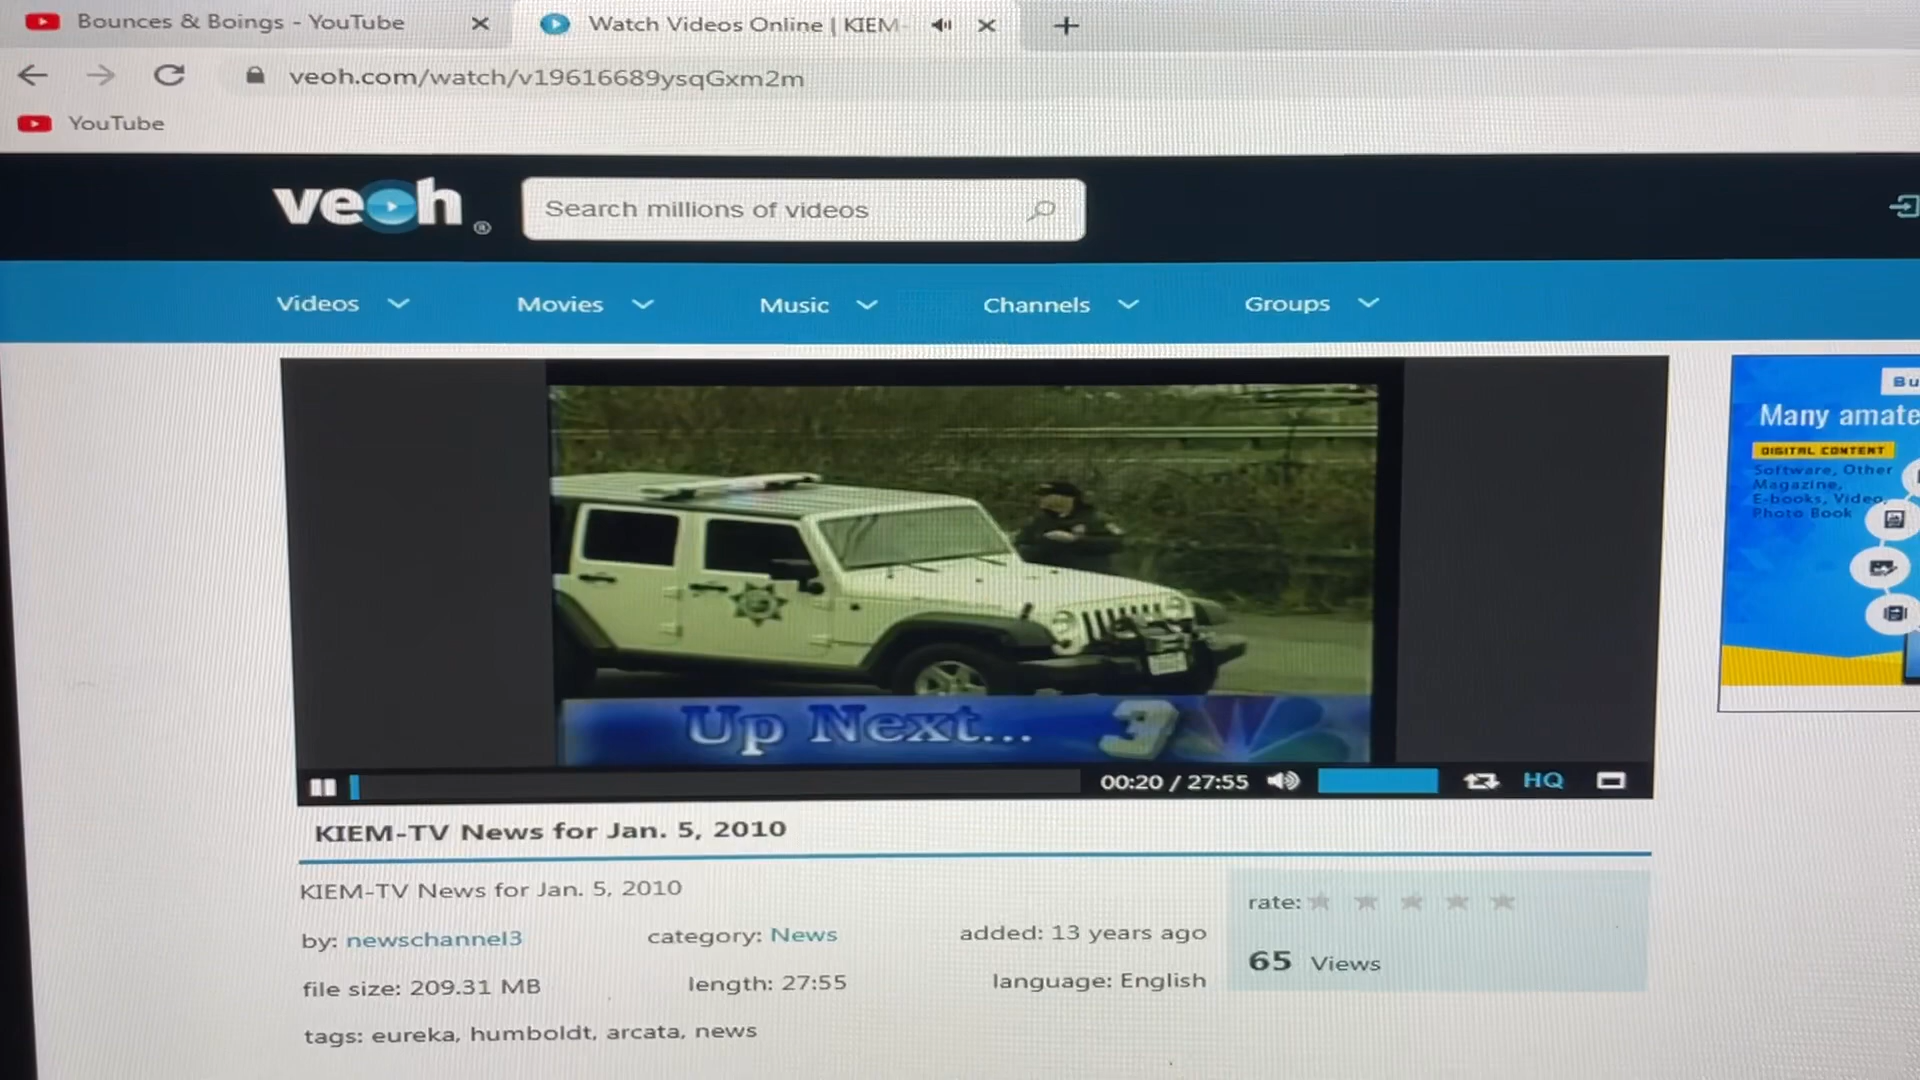 Bounces & Boings - YouTube
Watch Videos Online | KIEM-
veoh.com/watch/v19616689ysqGxm2m
YouTube
veoh®
Search millions of videos
Videos Movies Music Channels Groups
Bu
Many amate
DIGITAL CONTENT
Software, Other
Magazine,
E-books, Video,
Photo Book
Up Next... 3
00:20 / 27:55 HQ
KIEM-TV News for Jan. 5, 2010
KIEM-TV News for Jan. 5, 2010
by: newschannel3 category: News added: 13 years ago
file size: 209.31 MB length: 27:55 language: English
tags: eureka, humboldt, arcata, news
rate:
65 Views